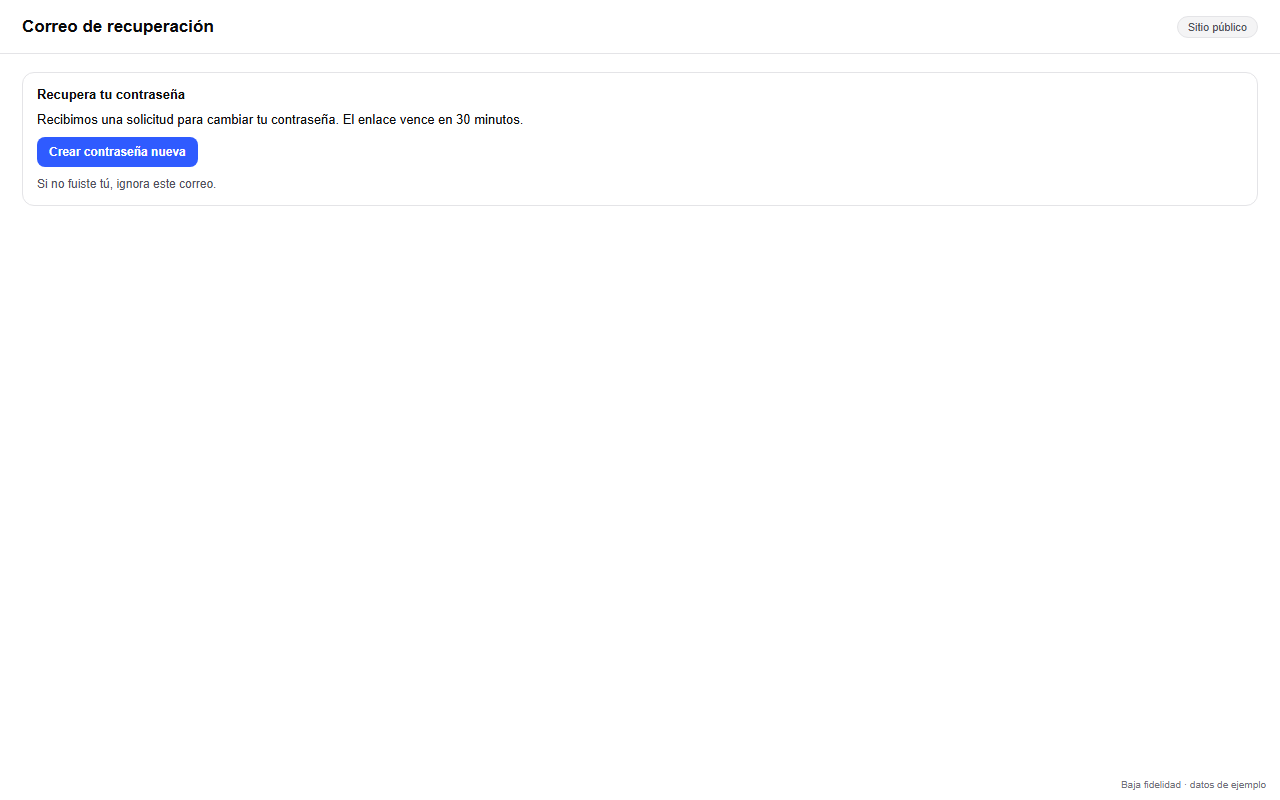 Correo de recuperación
Sitio público
Recupera tu contraseña
Recibimos una solicitud para cambiar tu contraseña. El enlace vence en 30 minutos.
Crear contraseña nueva
Si no fuiste tú, ignora este correo.
Baja fidelidad · datos de ejemplo